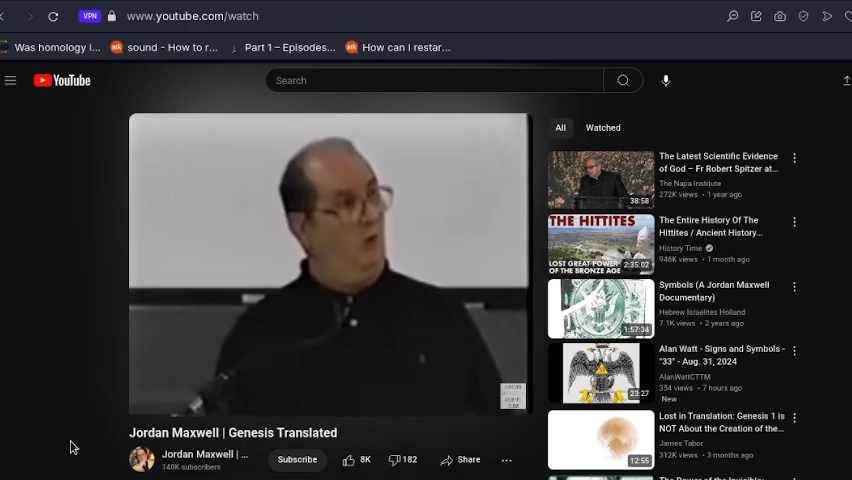 VPN www.youtube.com/watch
Was homology l... ask sound - How to r... Part 1 – Episodes... ask How can I restar...
YouTube Search
All Watched
The Latest Scientific Evidence
of God – Fr Robert Spitzer at...
The Napa Institute
272K views • 1 year ago
38:58
THE HITTITES
LOST GREAT POWER
OF THE BRONZE AGE
2:35:02
The Entire History Of The
Hittites / Ancient History...
History Time
946K views • 1 month ago
Symbols (A Jordan Maxwell
Documentary)
Hebrew Israelites Holland
7.1K views • 2 years ago
1:57:34
Alan Watt - Signs and Symbols -
"33" - Aug. 31, 2024
AlanWattCTTM
354 views • 7 hours ago
New
23:27
Lost in Translation: Genesis 1 is
NOT About the Creation of the...
James Tabor
312K views • 3 months ago
12:55
Jordan Maxwell | Genesis Translated
Jordan Maxwell | ...
140K subscribers
Subscribe 8K 182 Share ...